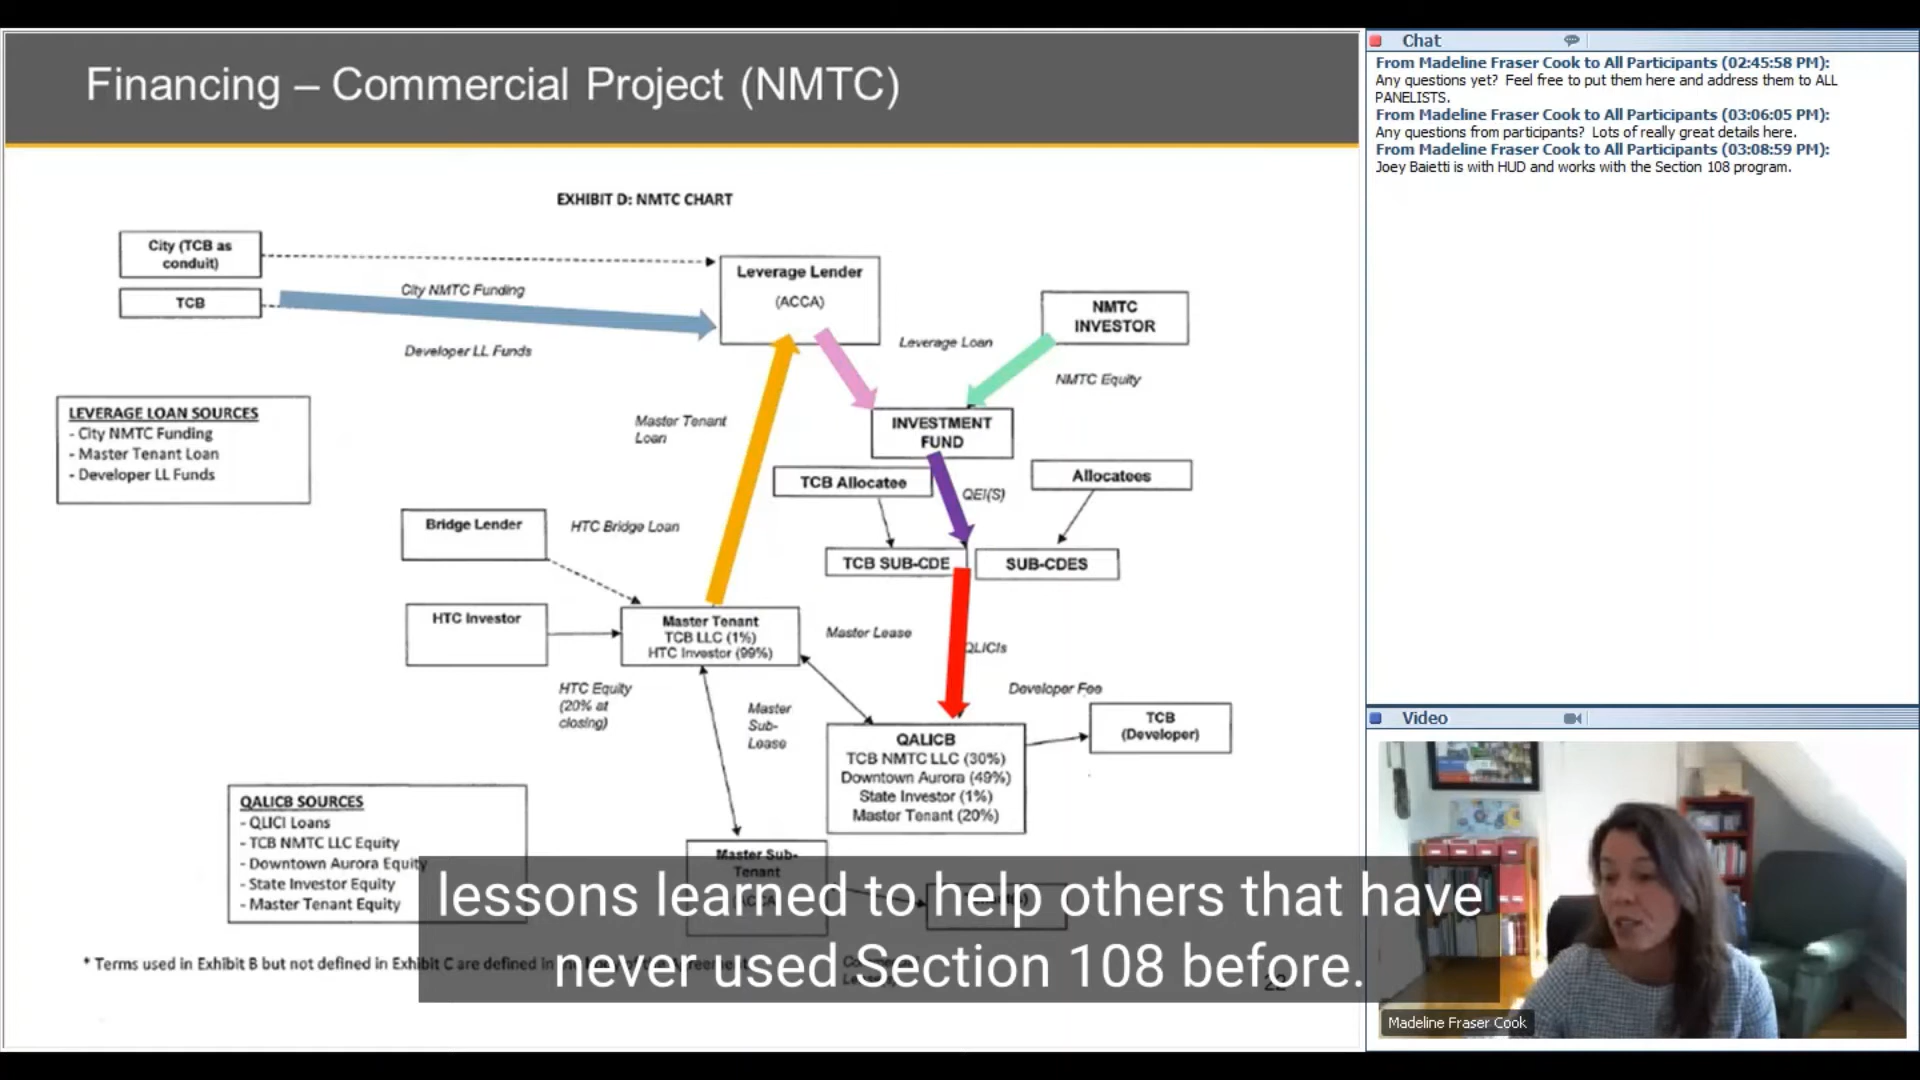 Financing – Commercial Project (NMTC)
EXHIBIT D: NMTC CHART
City (TCB as
conduit)
TCB
City NMTC Funding
Developer LL Funds
Leverage Lender
(ACCA)
Leverage Loan
NMTC
INVESTOR
NMTC Equity
LEVERAGE LOAN SOURCES
- City NMTC Funding
- Master Tenant Loan
- Developer LL Funds
Master Tenant
Loan
INVESTMENT
FUND
TCB Allocatee
QEI(S)
Allocatees
Bridge Lender
HTC Bridge Loan
TCB SUB-CDE
SUB-CDES
HTC Investor
Master Tenant
TCB LLC (1%)
HTC Investor (99%)
Master Lease
QLICIs
HTC Equity
(20% at
closing)
Master
Sub-
Lease
Developer Fee
TCB
(Developer)
QALICB
TCB NMTC LLC (30%)
Downtown Aurora (49%)
State Investor (1%)
Master Tenant (20%)
QALICB SOURCES
- QLICI Loans
- TCB NMTC LLC Equity
- Downtown Aurora Equity
- State Investor Equity
- Master Tenant Equity
Master Sub-
Tenant
* Terms used in Exhibit B but not defined in Exhibit C are defined in the body of the Agreement
22
lessons learned to help others that have
never used Section 108 before.
Chat
From Madeline Fraser Cook to All Participants (02:45:58 PM):
Any questions yet? Feel free to put them here and address them to ALL
PANELISTS.
From Madeline Fraser Cook to All Participants (03:06:05 PM):
Any questions from participants? Lots of really great details here.
From Madeline Fraser Cook to All Participants (03:08:59 PM):
Joey Baietti is with HUD and works with the Section 108 program.
Video
Madeline Fraser Cook